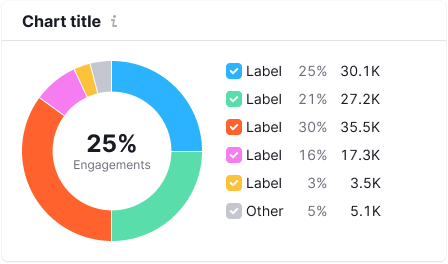 Chart title
25%
Engagements
Label 25% 30.1K
Label 21% 27.2K
Label 30% 35.5K
Label 16% 17.3K
Label 3% 3.5K
Other 5% 5.1K